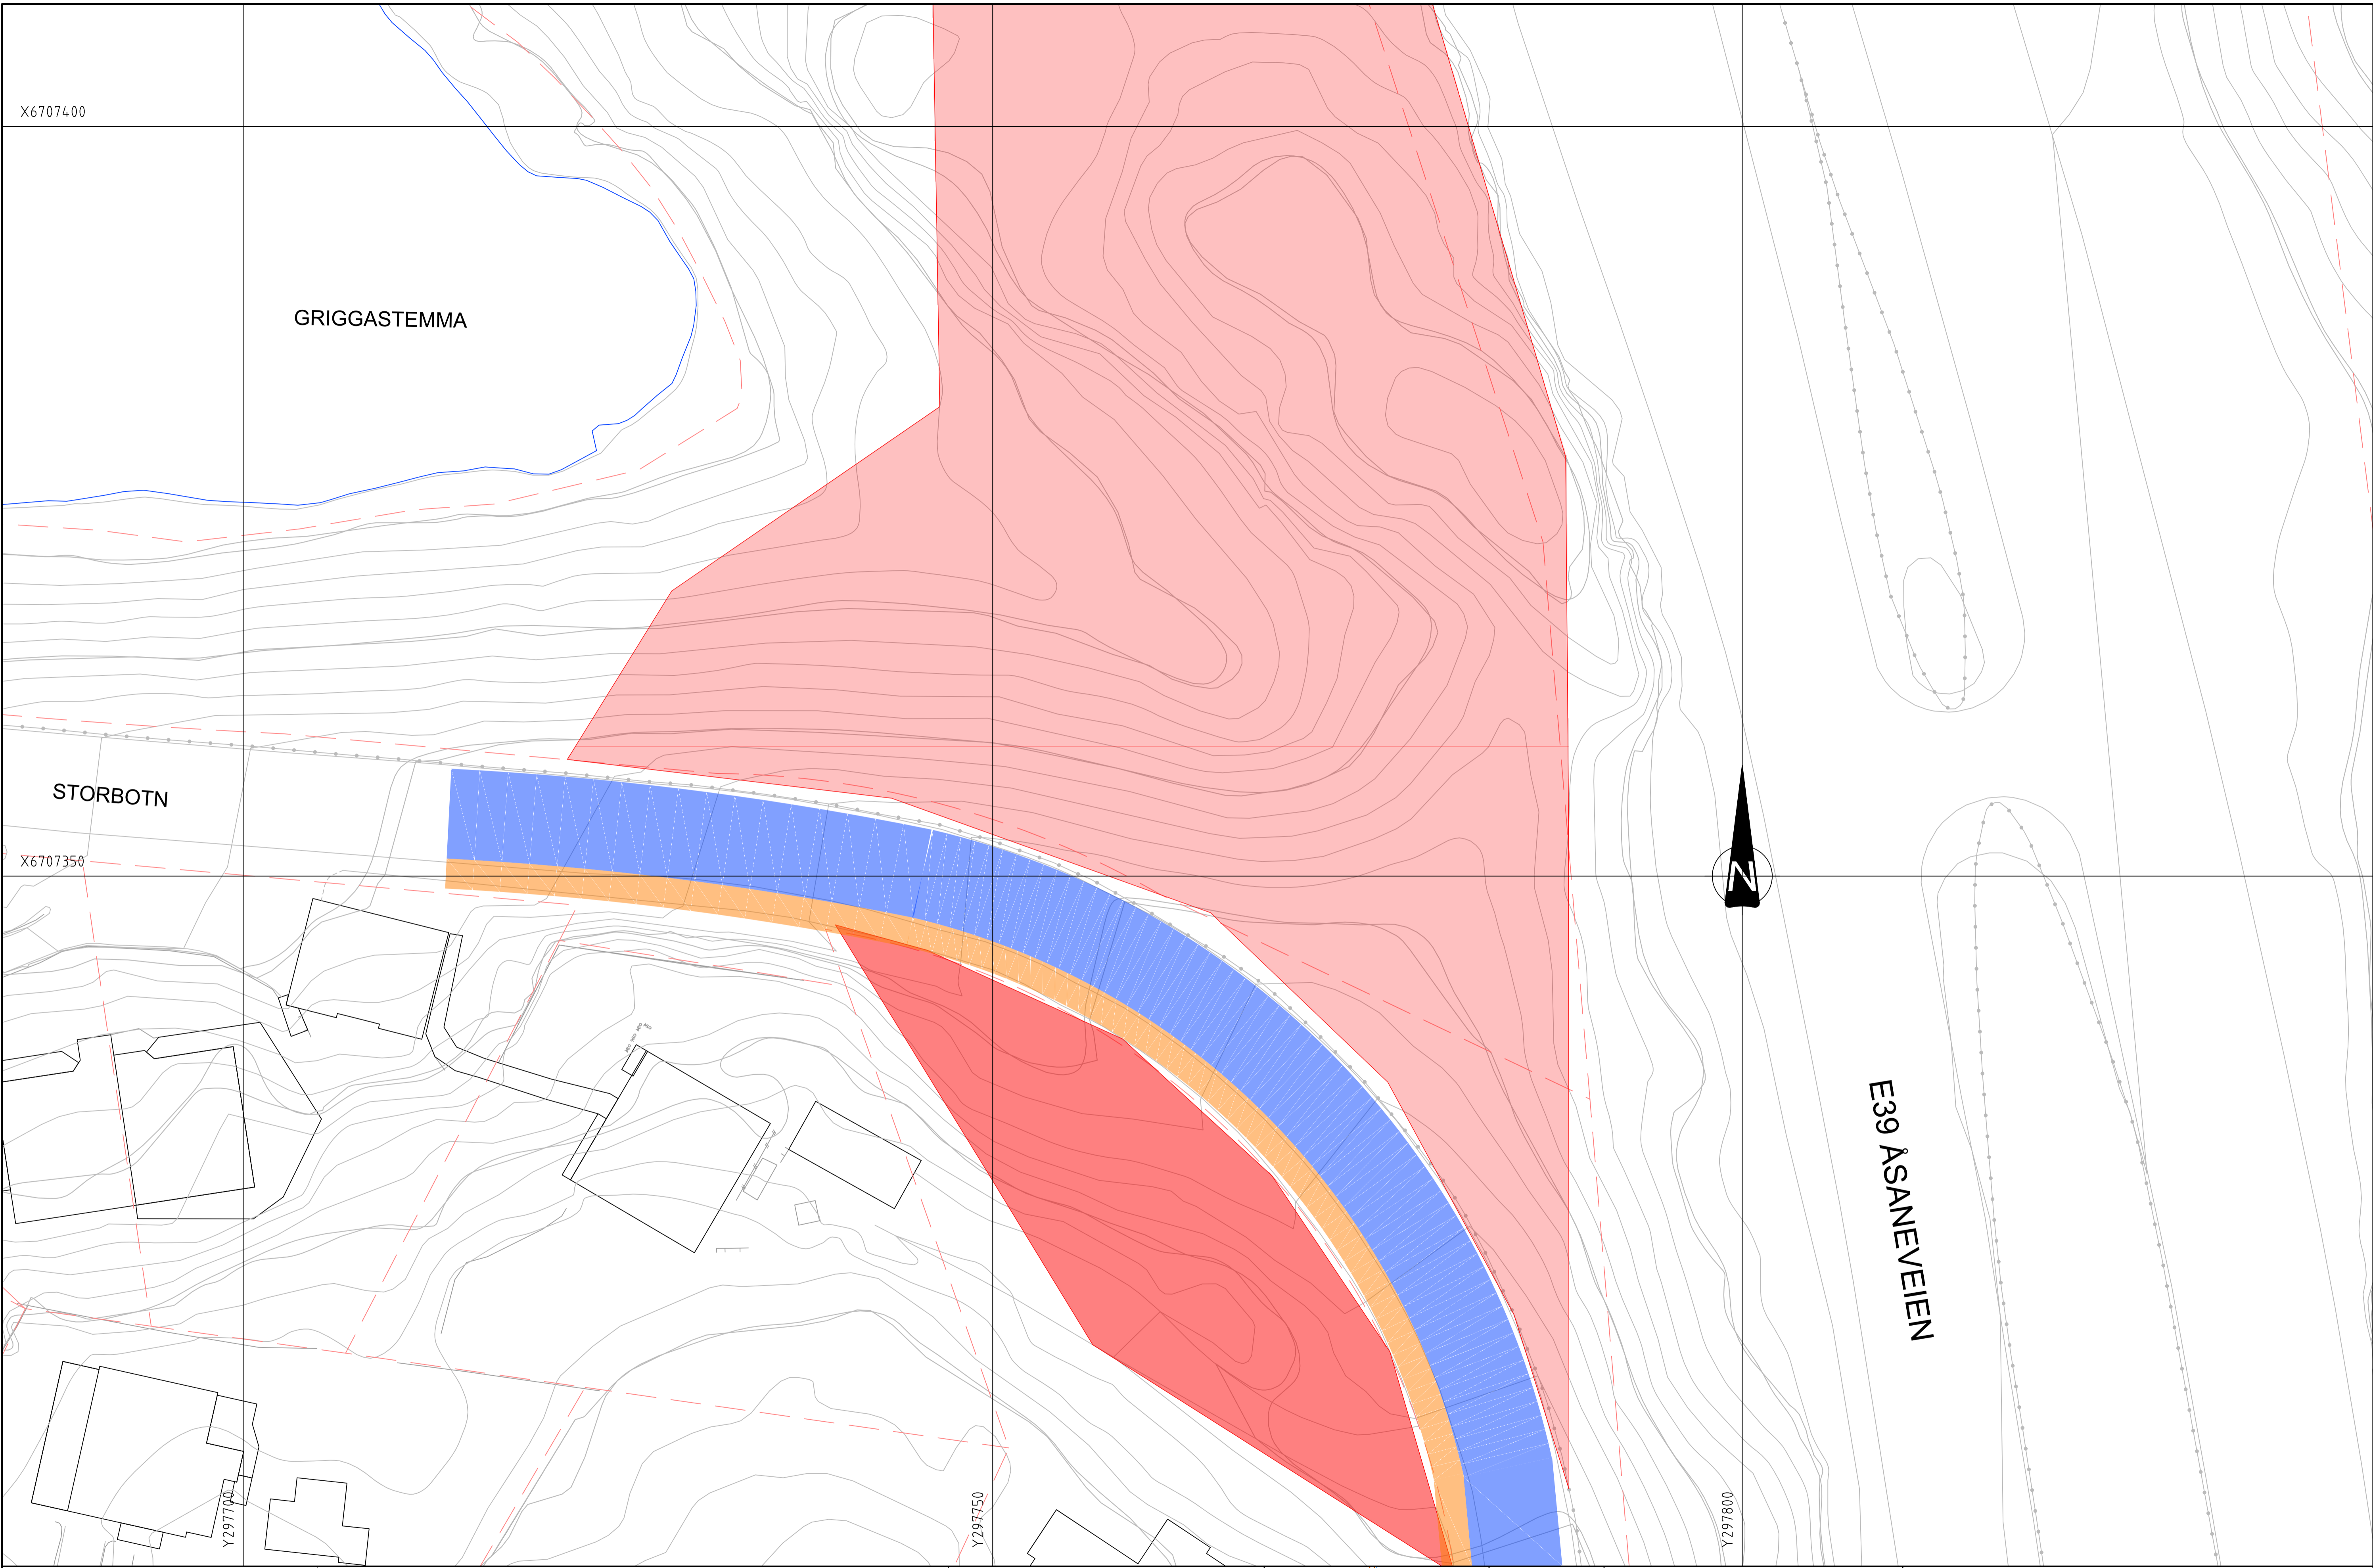 X6707400
GRIGGASTEMMA
STORBOTN
X6707350
N
E39 ÅSANEVEIEN
Y297700
Y297750
Y297800